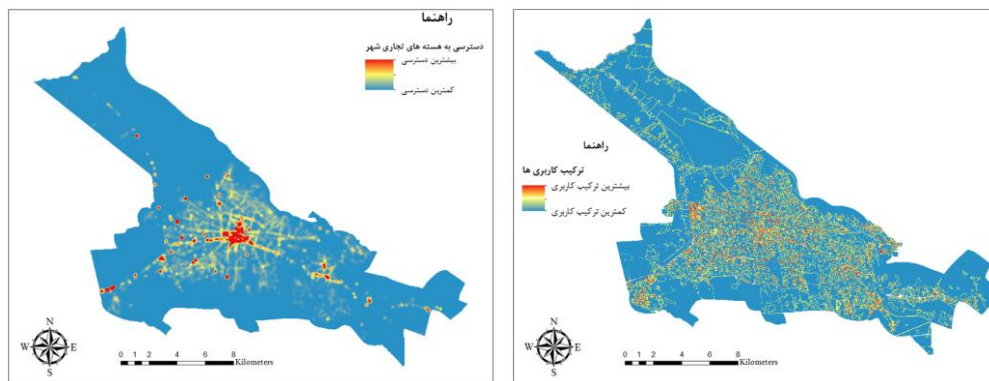 راهنما
دسترسی به هسته های تجاری شهر
بیشترین دسترسی
کمترین دسترسی
N
W E
S
0 1 2 4 6 8
Kilometers
راهنما
ترکیب کاربری ها
بیشترین ترکیب کاربری
کمترین ترکیب کاربری
N
W E
S
0 1 2 4 6 8
Kilometers